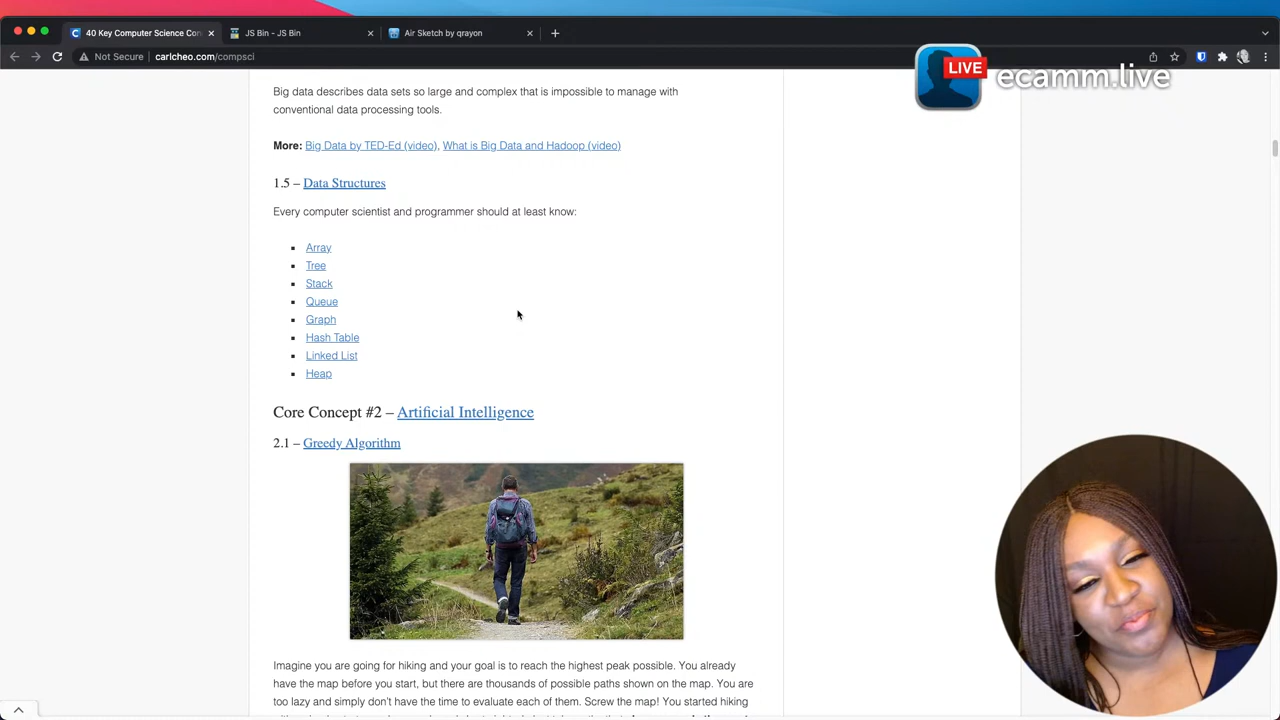 40 Key Computer Science Con
JS Bin - JS Bin
Air Sketch by qrayon
Not Secure
carlcheo.com/compsci
LIVE
ecamm.live
Big data describes data sets so large and complex that is impossible to manage with
conventional data processing tools.
More: Big Data by TED-Ed (video), What is Big Data and Hadoop (video)
1.5 – Data Structures
Every computer scientist and programmer should at least know:
Array
Tree
Stack
Queue
Graph
Hash Table
Linked List
Heap
Core Concept #2 – Artificial Intelligence
2.1 – Greedy Algorithm
Imagine you are going for hiking and your goal is to reach the highest peak possible. You already
have the map before you start, but there are thousands of possible paths shown on the map. You are
too lazy and simply don't have the time to evaluate each of them. Screw the map! You started hiking